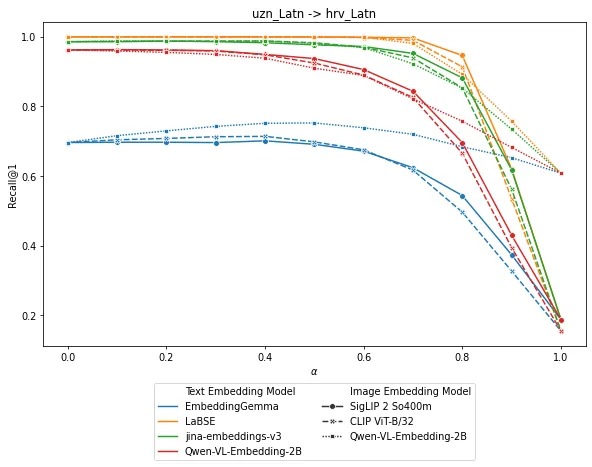 uzn_Latn -> hrv_Latn
Recall@1
1.0
0.8
0.6
0.4
0.2
0.0 0.2 0.4 0.6 0.8 1.0
α
Text Embedding Model Image Embedding Model
EmbeddingGemma SigLIP 2 So400m
LaBSE CLIP ViT-B/32
jina-embeddings-v3 Qwen-VL-Embedding-2B
Qwen-VL-Embedding-2B